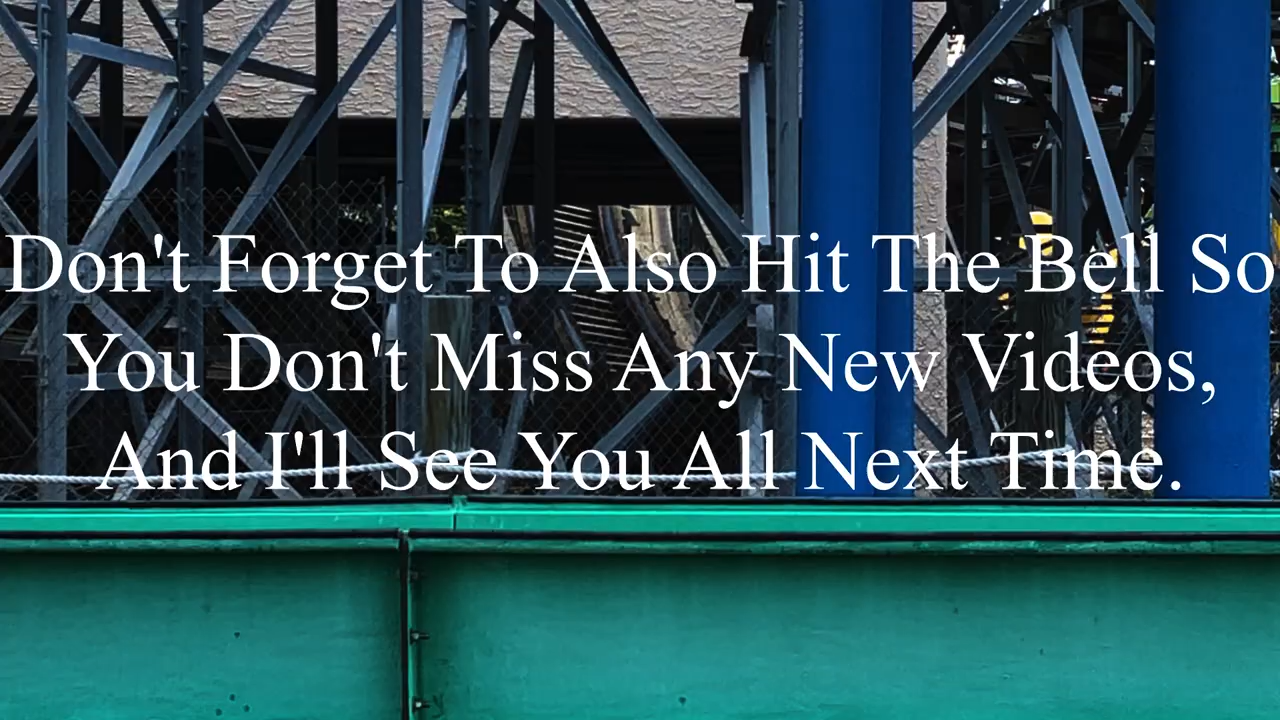 Don't Forget To Also Hit The Bell So
You Don't Miss Any New Videos,
And I'll See You All Next Time.